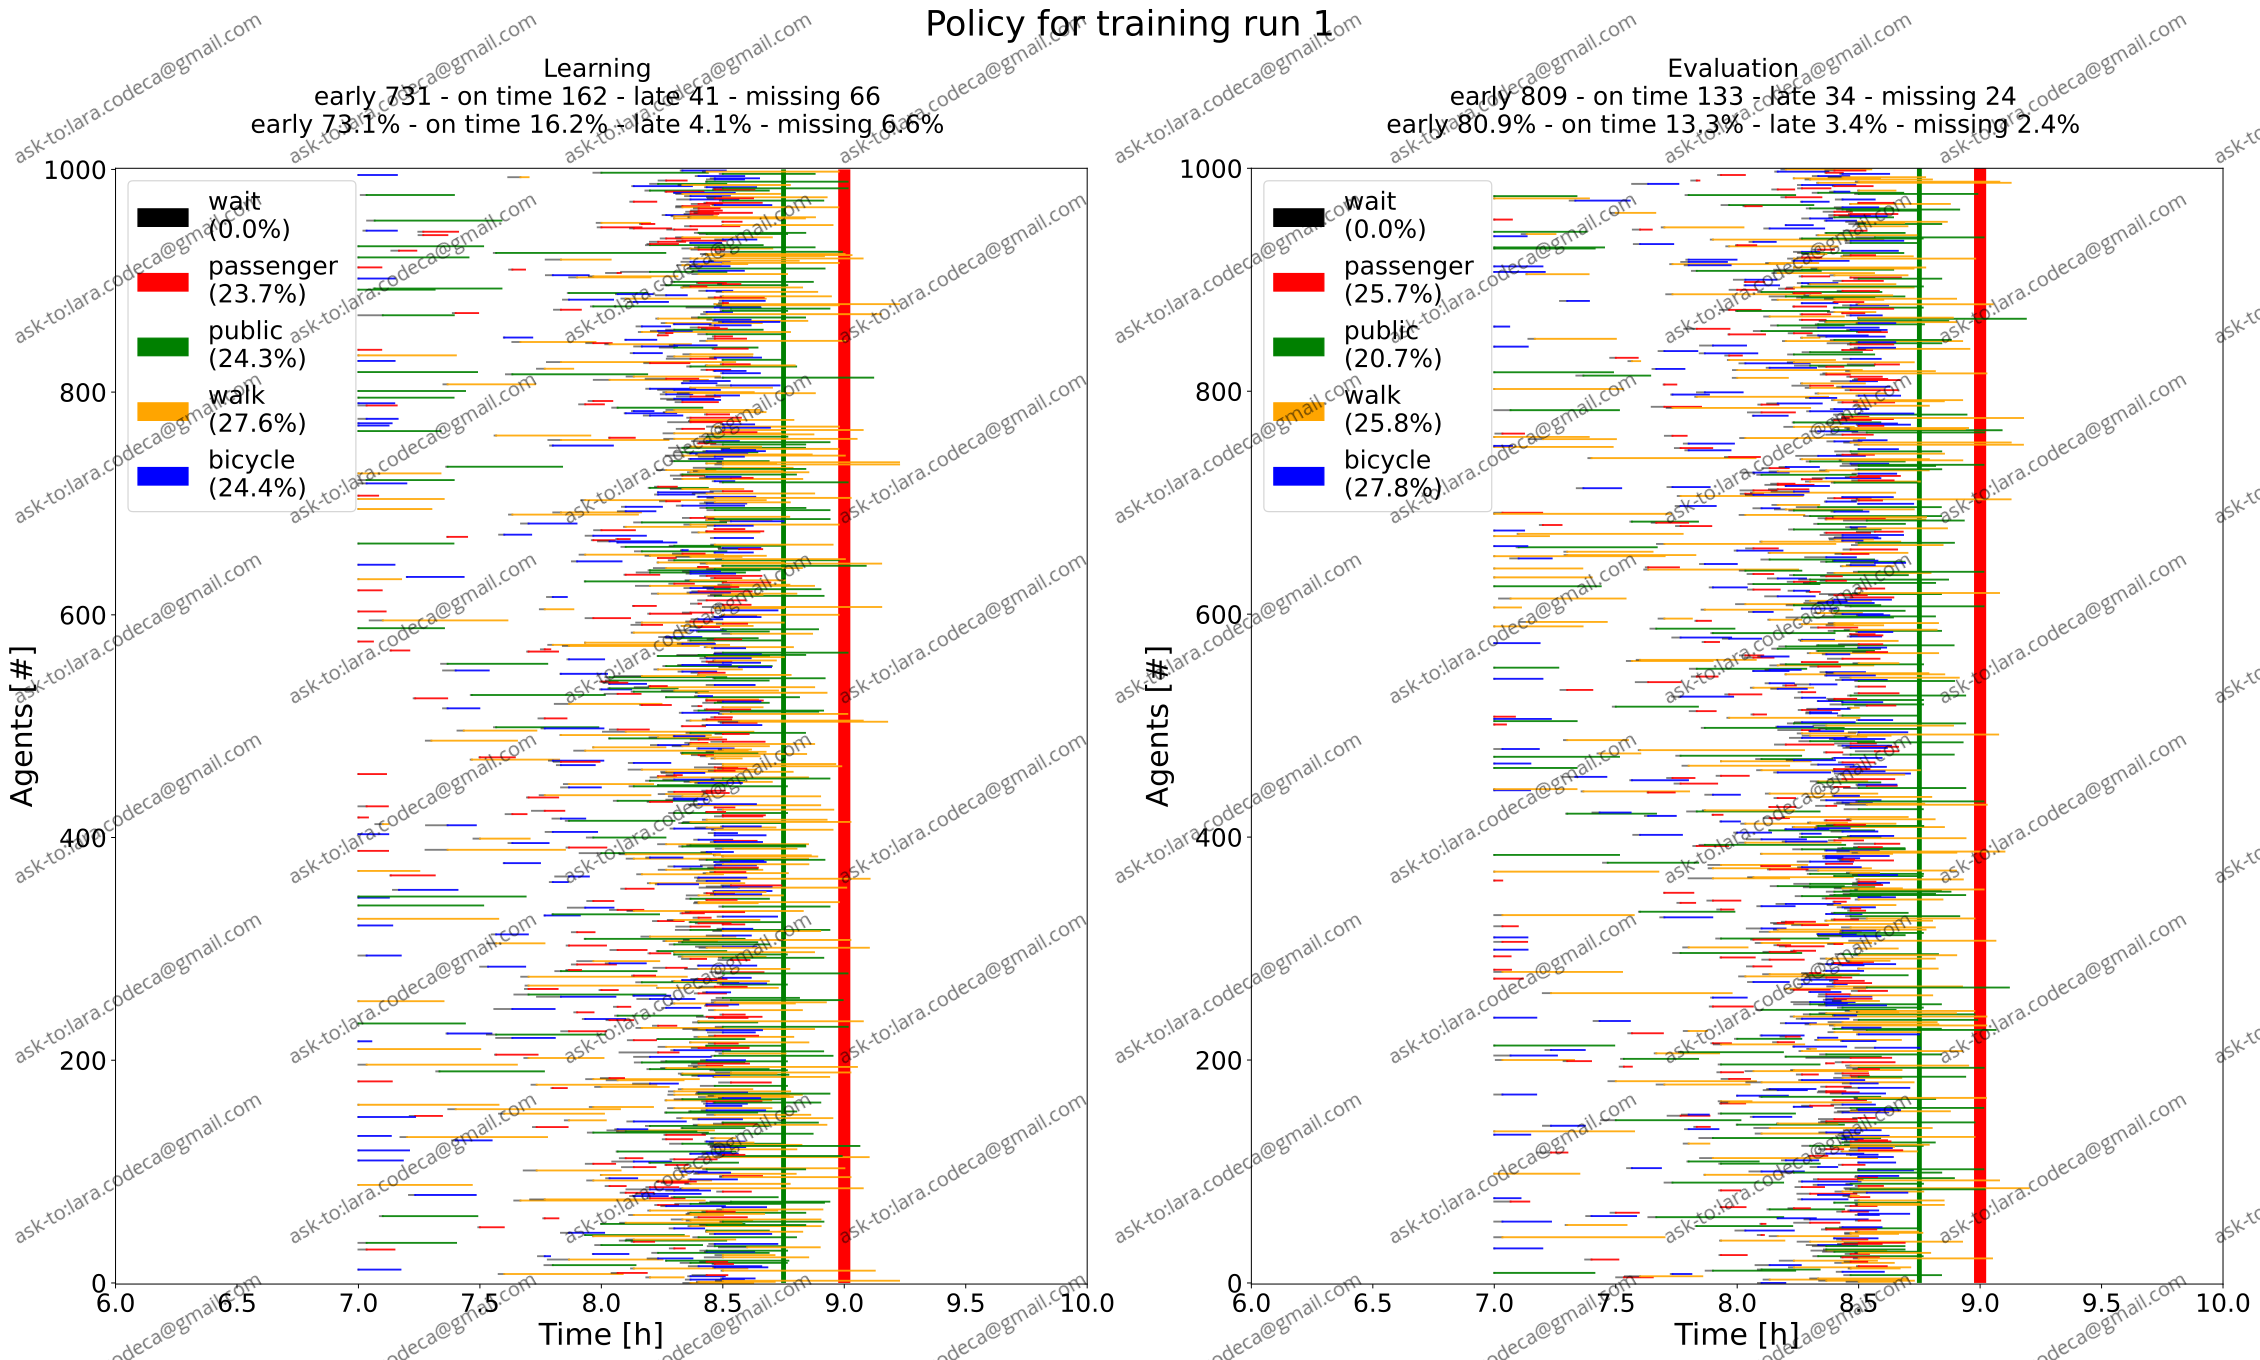 Policy for training run 1
Learning
early 731 - on time 162 - late 41 - missing 66
early 73.1% - on time 16.2% - late 4.1% - missing 6.6%
Evaluation
early 809 - on time 133 - late 34 - missing 24
early 80.9% - on time 13.3% - late 3.4% - missing 2.4%
wait
(0.0%)
passenger
(23.7%)
public
(24.3%)
walk
(27.6%)
bicycle
(24.4%)
Agents [#]
1000
800
600
400
200
0
6.0 6.5 7.0 7.5 8.0 8.5 9.0 9.5 10.0
Time [h]
wait
(0.0%)
passenger
(25.7%)
public
(20.7%)
walk
(25.8%)
bicycle
(27.8%)
Agents [#]
1000
800
600
400
200
0
6.0 6.5 7.0 7.5 8.0 8.5 9.0 9.5 10.0
Time [h]
ask-to:lara.codeca@gmail.com